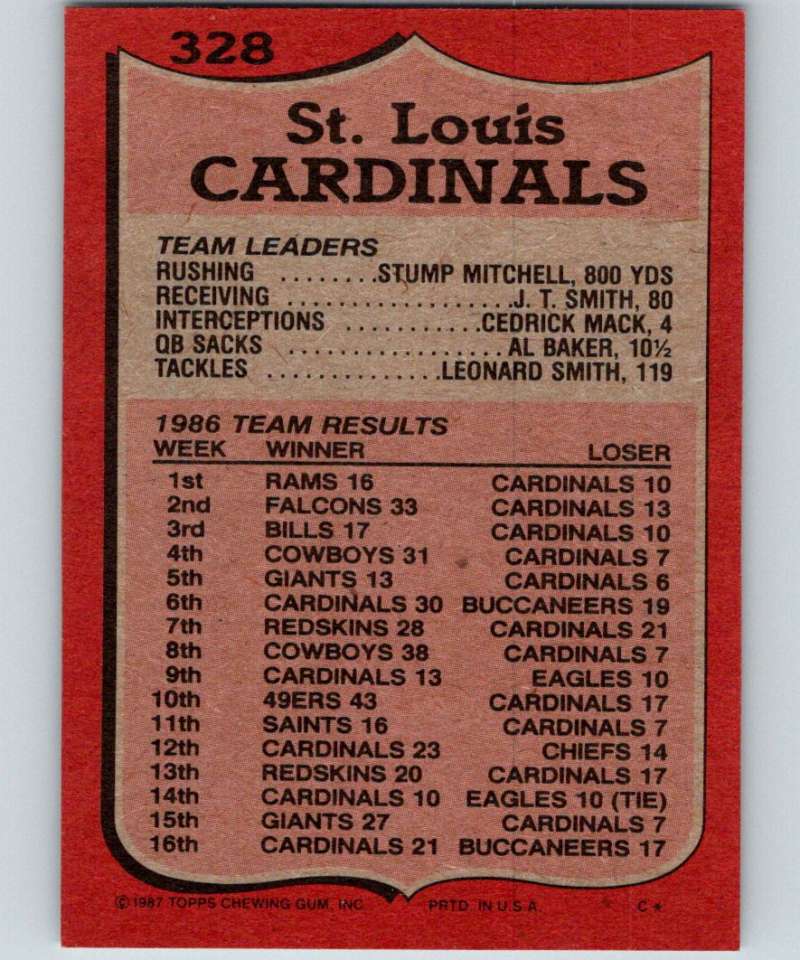 328
St. Louis
CARDINALS
TEAM LEADERS
RUSHING ........STUMP MITCHELL, 800 YDS
RECEIVING ...................J. T. SMITH, 80
INTERCEPTIONS ...........CEDRICK MACK, 4
QB SACKS ..................AL BAKER, 10½
TACKLES ...............LEONARD SMITH, 119
1986 TEAM RESULTS
WEEK WINNER LOSER
1st RAMS 16 CARDINALS 10
2nd FALCONS 33 CARDINALS 13
3rd BILLS 17 CARDINALS 10
4th COWBOYS 31 CARDINALS 7
5th GIANTS 13 CARDINALS 6
6th CARDINALS 30 BUCCANEERS 19
7th REDSKINS 28 CARDINALS 21
8th COWBOYS 38 CARDINALS 7
9th CARDINALS 13 EAGLES 10
10th 49ERS 43 CARDINALS 17
11th SAINTS 16 CARDINALS 7
12th CARDINALS 23 CHIEFS 14
13th REDSKINS 20 CARDINALS 17
14th CARDINALS 10 EAGLES 10 (TIE)
15th GIANTS 27 CARDINALS 7
16th CARDINALS 21 BUCCANEERS 17
© 1987 TOPPS CHEWING GUM, INC. PRTD. IN U.S.A. C*